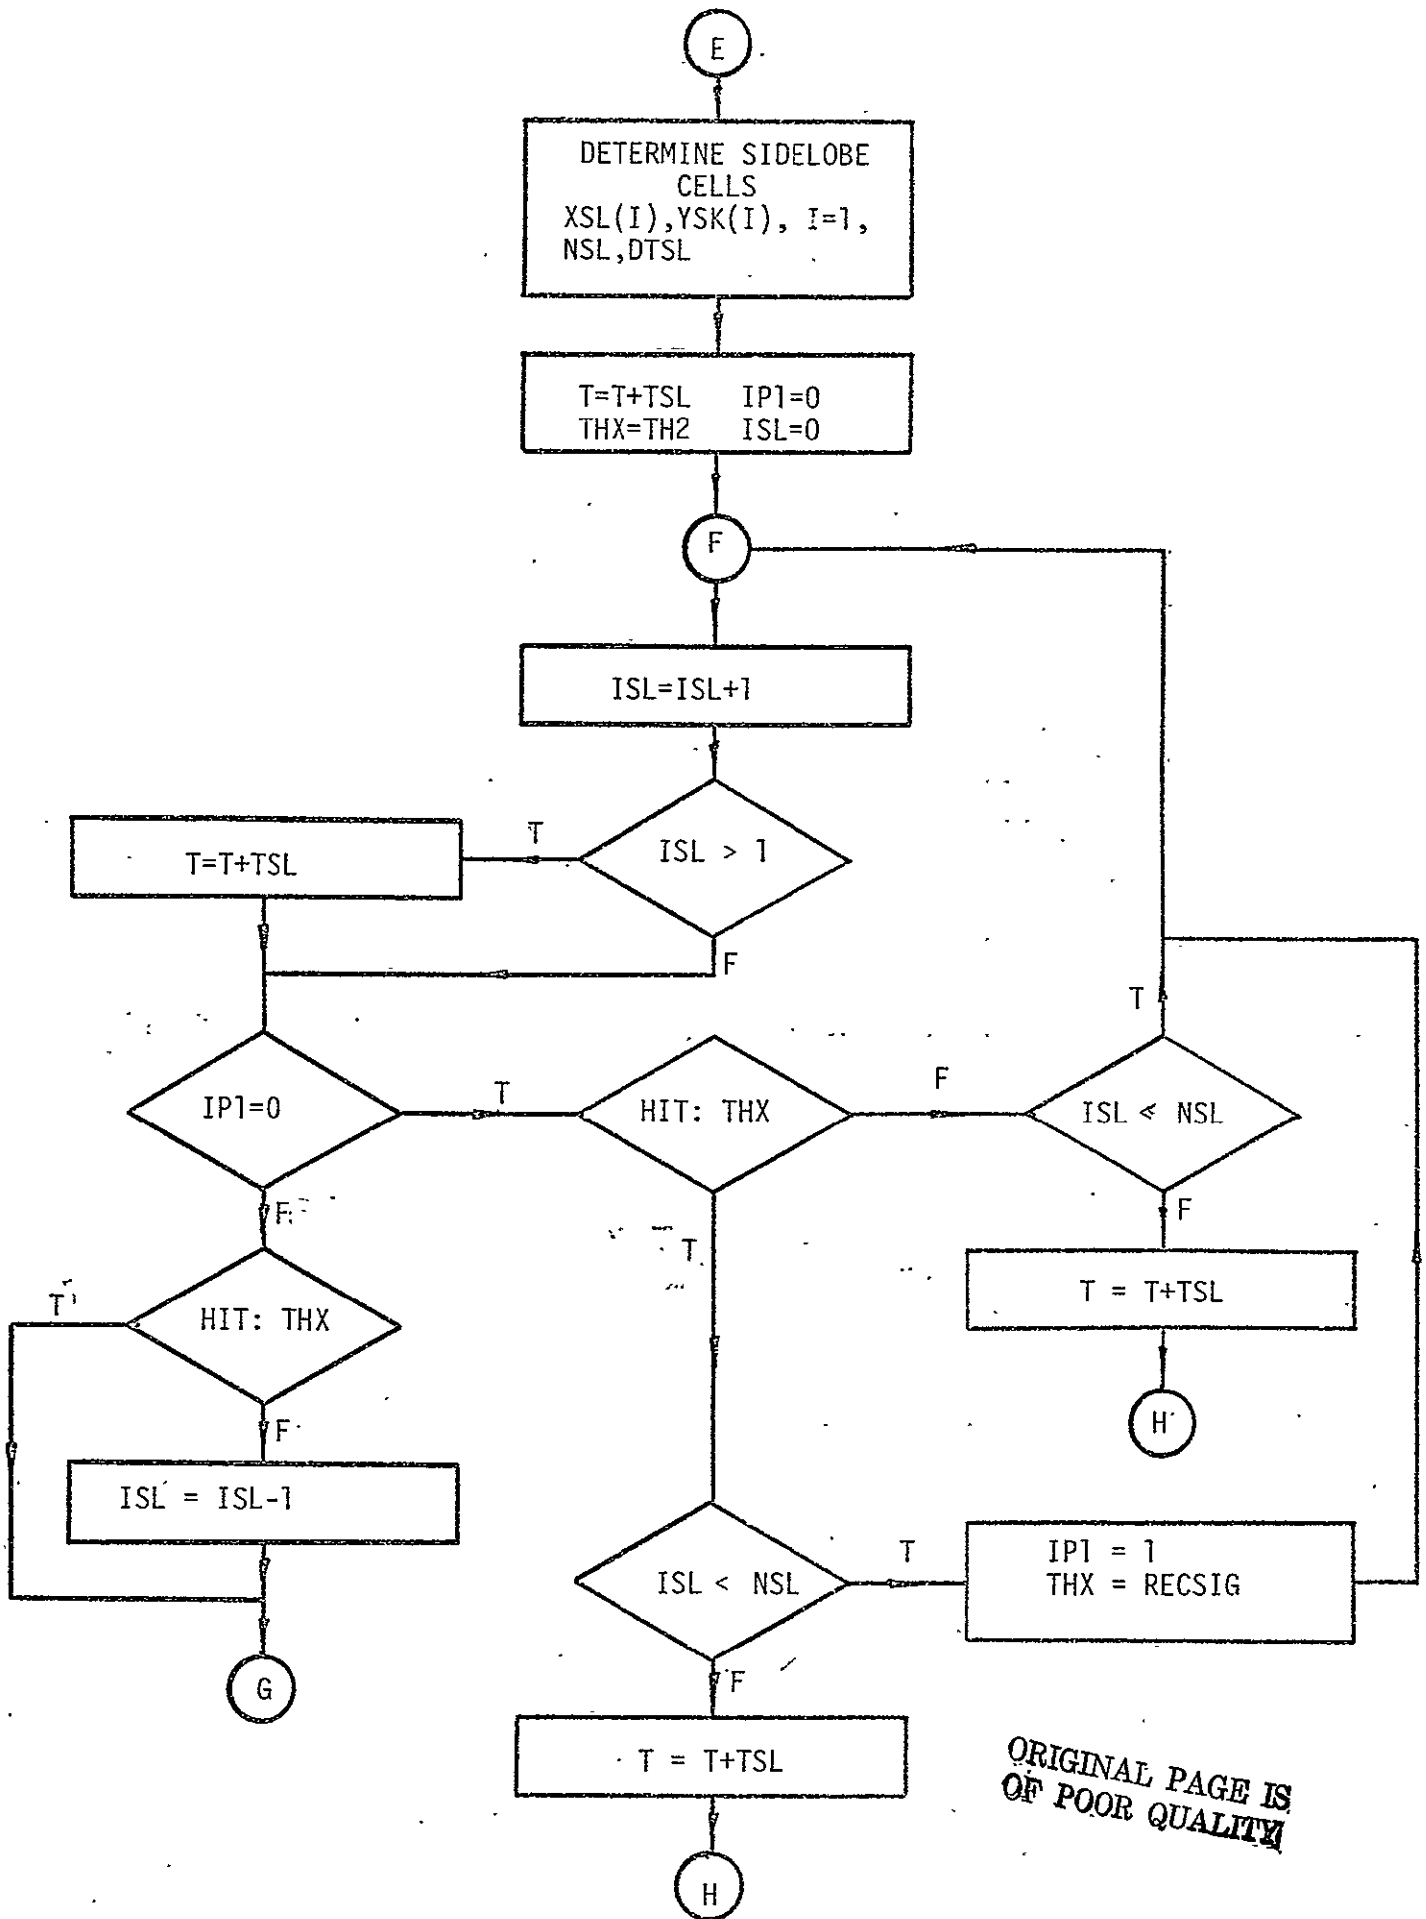 E
DETERMINE SIDELOBE
CELLS
XSL(I),YSK(I), I=1,
NSL,DTSL
T=T+TSL IP1=0
THX=TH2 ISL=0
F
ISL=ISL+1
ISL > 1
T
T=T+TSL
F
IP1=0
T
HIT: THX
F
ISL < NSL
T
F
T = T+TSL
H
F
HIT: THX
T
F
ISL = ISL-1
G
T
ISL < NSL
T
IP1 = 1
THX = RECSIG
F
T = T+TSL
H
ORIGINAL PAGE IS
OF POOR QUALITY